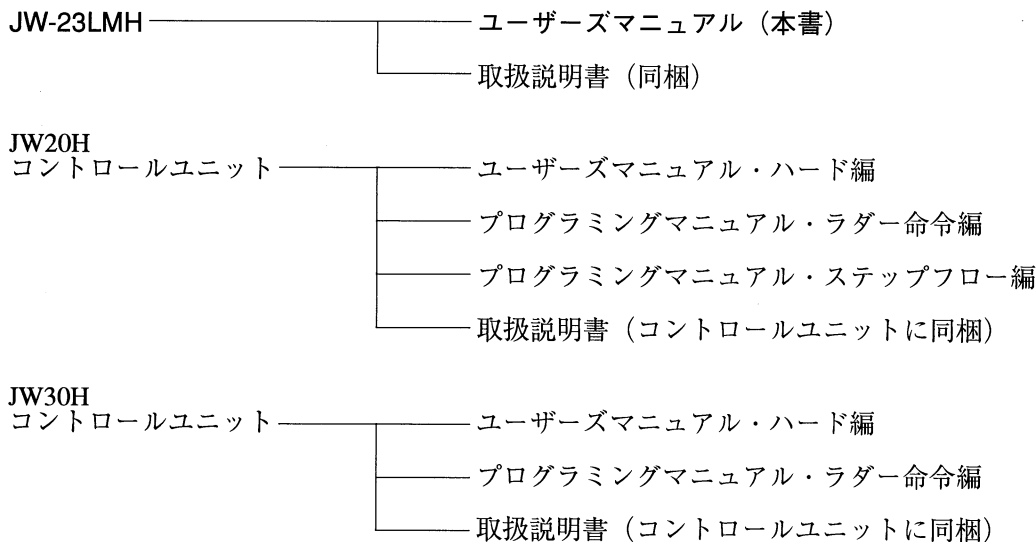 JW-23LMH ユーザーズマニュアル（本書）
取扱説明書（同梱）
JW20H
コントロールユニット ユーザーズマニュアル・ハード編
プログラミングマニュアル・ラダー命令編
プログラミングマニュアル・ステップフロー編
取扱説明書（コントロールユニットに同梱）
JW30H
コントロールユニット ユーザーズマニュアル・ハード編
プログラミングマニュアル・ラダー命令編
取扱説明書（コントロールユニットに同梱）